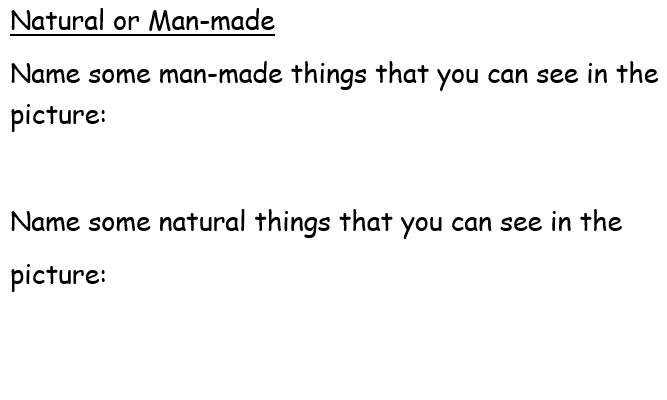 Natural or Man-made
Name some man-made things that you can see in the
picture:
Name some natural things that you can see in the
picture: